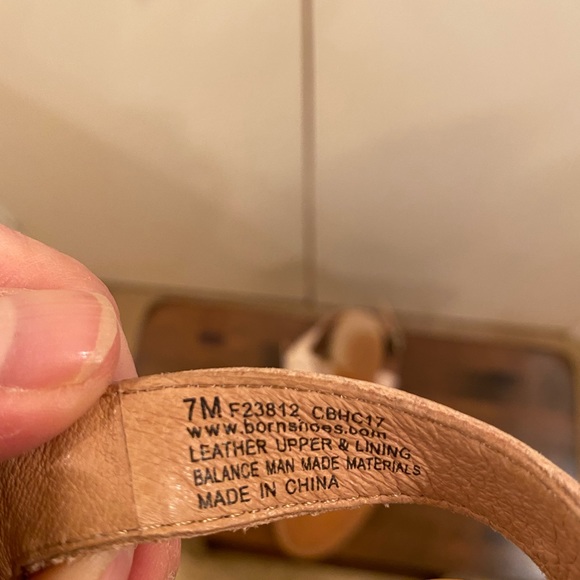 7M F23812 CBHC17
www.bornshoes.com
LEATHER UPPER & LINING
BALANCE MAN MADE MATERIALS
MADE IN CHINA